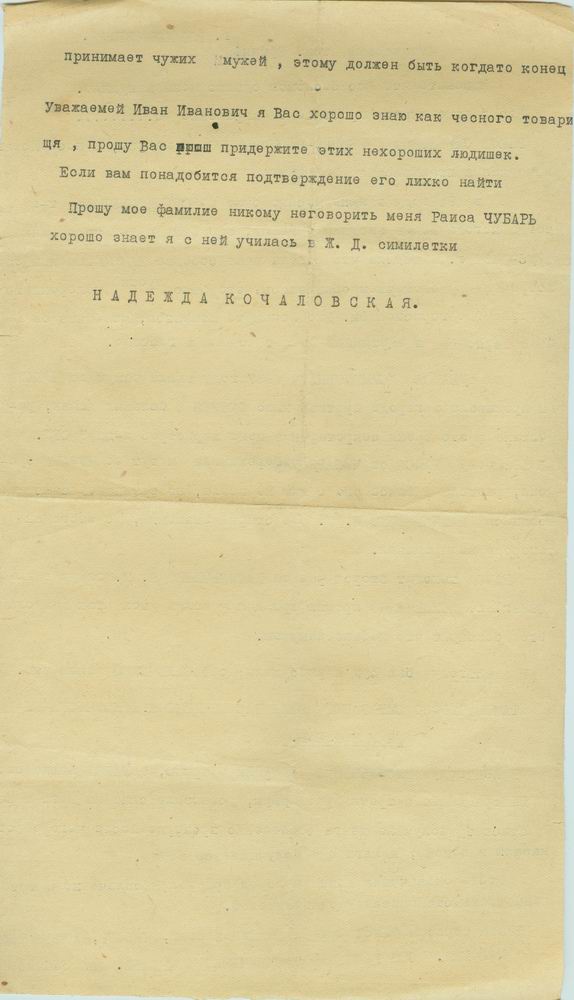 принимает чужих мужей , этому должен быть когдато конец
Уважаемей Иван Иванович я Вас хорошо знаю как чесного товари
щя , прошу Вас придержите этих нехороших людишек.
Если вам понадобится подтверждение его лихко найти
Прошу мое фамилие никому неговорить меня Раиса ЧУБАРЬ
хорошо знает я с ней училась в Ж. Д. симилетки
НАДЕЖДА КОЧАЛОВСКАЯ.